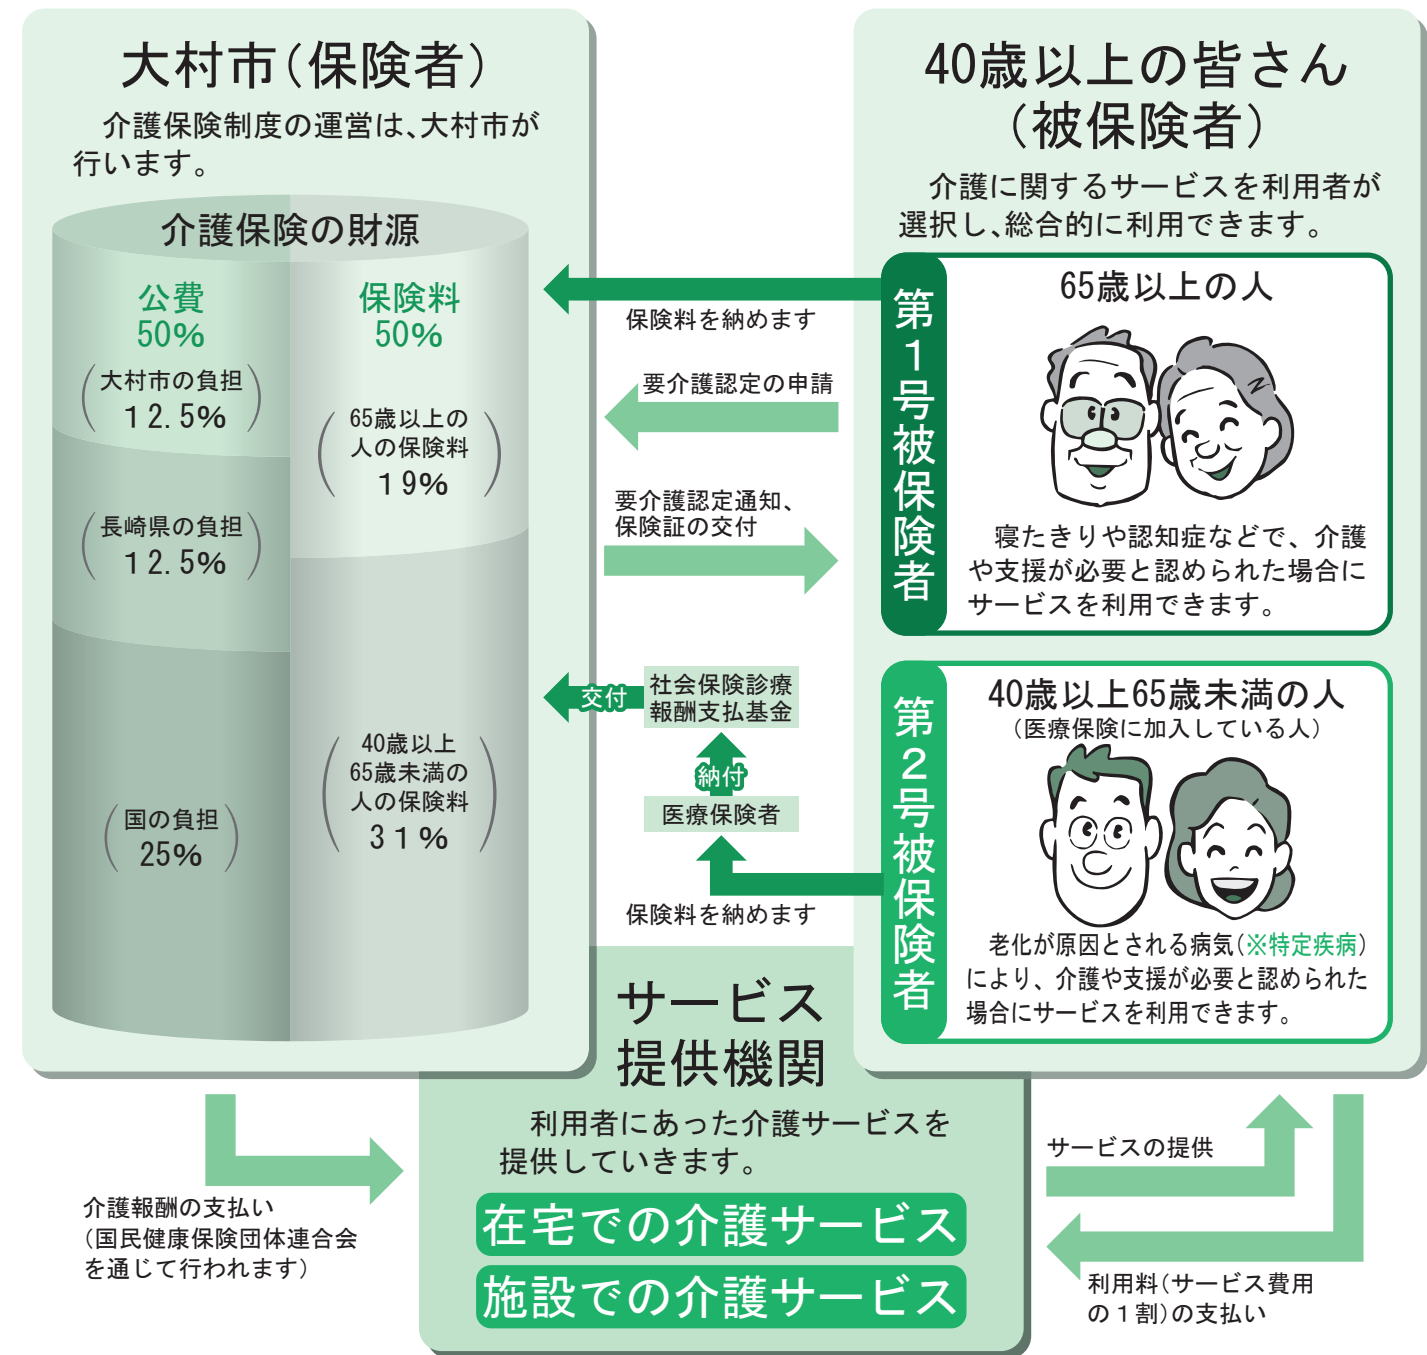 大村市(保険者)
介護保険制度の運営は、大村市が
行います。
介護保険の財源
公費
50%
大村市の負担
12.5%
長崎県の負担
12.5%
国の負担
25%
保険料
50%
65歳以上の
人の保険料
19%
40歳以上
65歳未満の
人の保険料
31%
保険料を納めます
要介護認定の申請
要介護認定通知、
保険証の交付
交付
社会保険診療
報酬支払基金
納付
医療保険者
保険料を納めます
40歳以上の皆さん
(被保険者)
介護に関するサービスを利用者が
選択し、総合的に利用できます。
第1号被保険者
65歳以上の人
寝たきりや認知症などで、介護
や支援が必要と認められた場合に
サービスを利用できます。
第2号被保険者
40歳以上65歳未満の人
(医療保険に加入している人)
老化が原因とされる病気(※特定疾病)
により、介護や支援が必要と認められた
場合にサービスを利用できます。
サービス
提供機関
利用者にあった介護サービスを
提供していきます。
在宅での介護サービス
施設での介護サービス
介護報酬の支払い
(国民健康保険団体連合会
を通じて行われます)
サービスの提供
利用料(サービス費用
の1割)の支払い